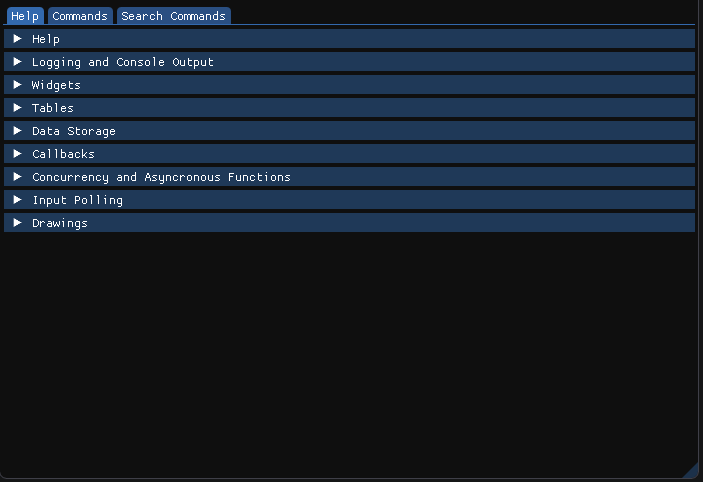 Help Commands Search Commands
Help
Logging and Console Output
Widgets
Tables
Data Storage
Callbacks
Concurrency and Asyncronous Functions
Input Polling
Drawings